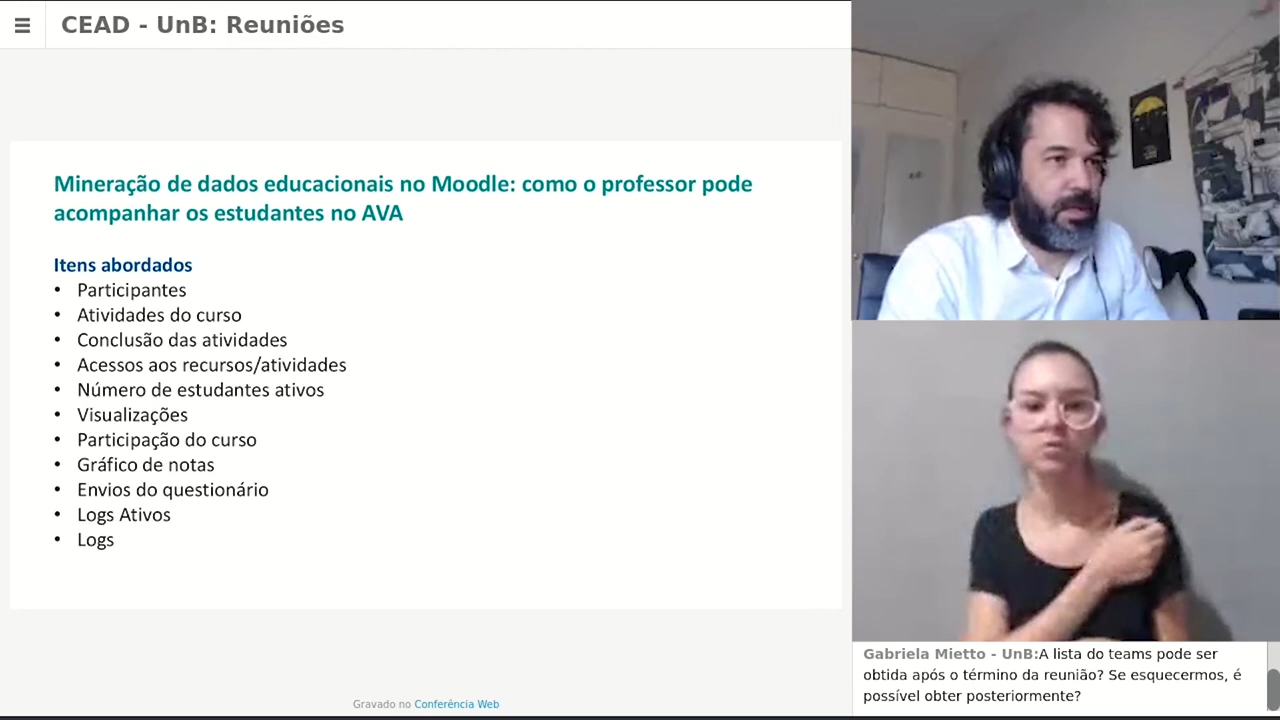 CEAD - UnB: Reuniões
Mineração de dados educacionais no Moodle: como o professor pode
acompanhar os estudantes no AVA
Itens abordados
• Participantes
• Atividades do curso
• Conclusão das atividades
• Acessos aos recursos/atividades
• Número de estudantes ativos
• Visualizações
• Participação do curso
• Gráfico de notas
• Envios do questionário
• Logs Ativos
• Logs
Gravado no Conferência Web
Gabriela Mietto - UnB:A lista do teams pode ser
obtida após o término da reunião? Se esquecermos, é
possível obter posteriormente?